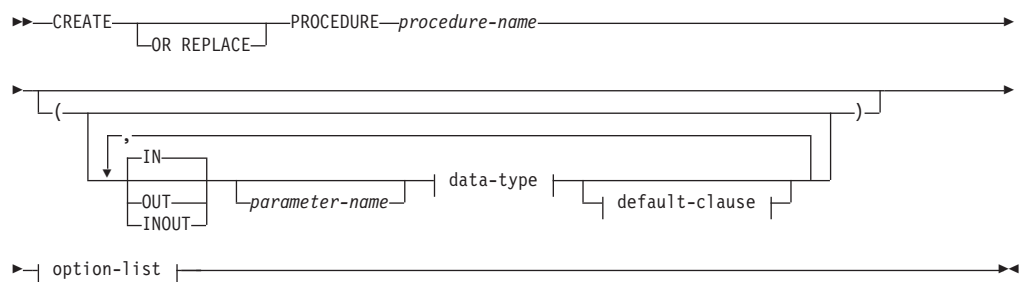 CREATE OR REPLACE PROCEDURE procedure-name
( )
,
IN
OUT
INOUT
parameter-name
data-type
default-clause
option-list